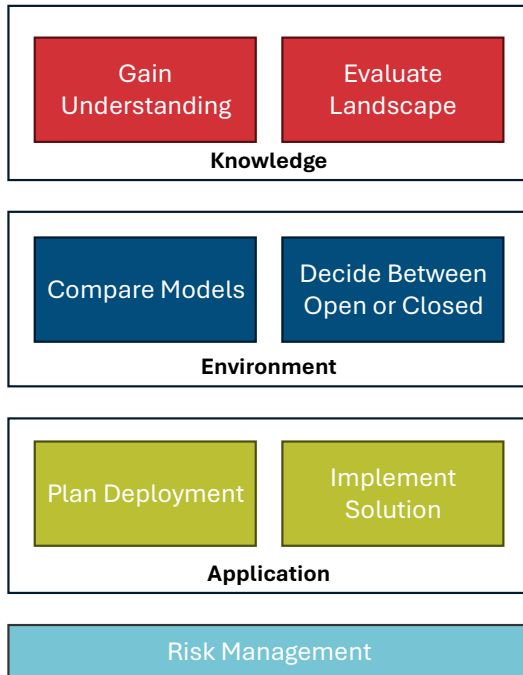 Gain
Understanding
Evaluate
Landscape
Knowledge
Compare Models
Decide Between
Open or Closed
Environment
Plan Deployment
Implement
Solution
Application
Risk Management